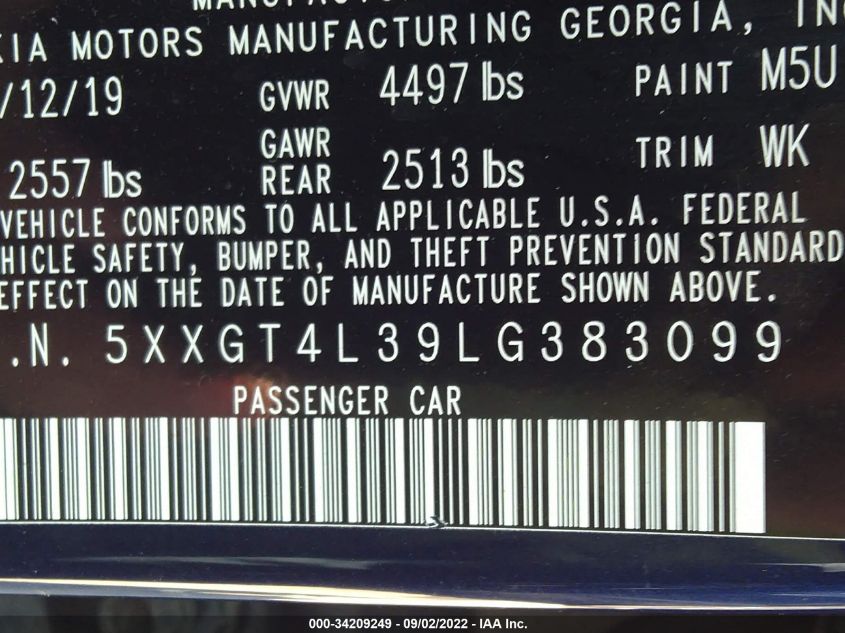 KIA MOTORS MANUFACTURING GEORGIA, INC
/12/19 GVWR 4497 lbs PAINT M5U
2557 lbs GAWR REAR 2513 lbs TRIM WK
VEHICLE CONFORMS TO ALL APPLICABLE U.S.A. FEDERAL
HICLE SAFETY, BUMPER, AND THEFT PREVENTION STANDARD
EFFECT ON THE DATE OF MANUFACTURE SHOWN ABOVE.
.N. 5XXGT4L39LG383099
PASSENGER CAR
000-34209249 - 09/02/2022 - IAA Inc.